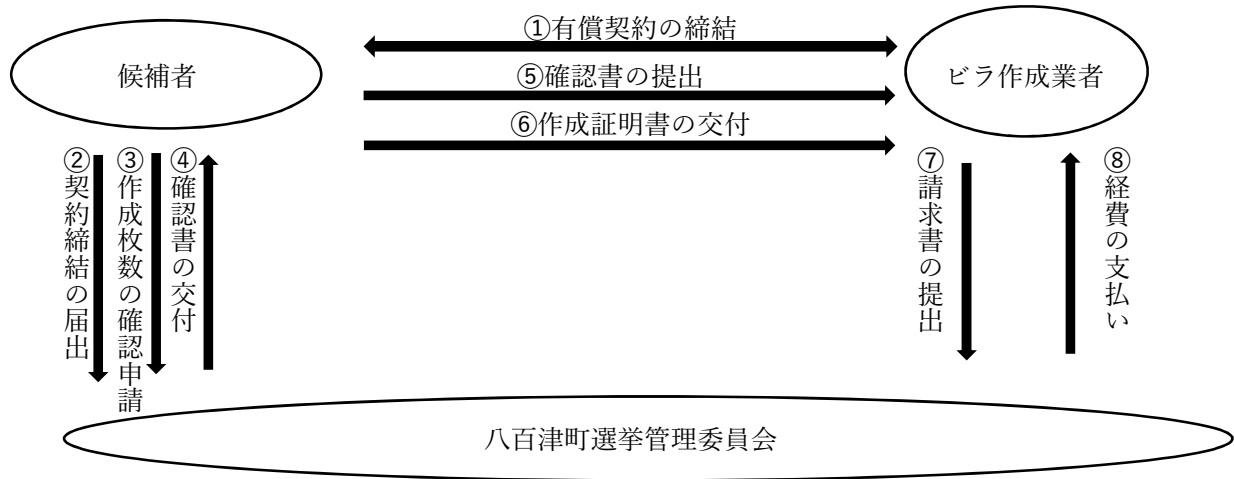 ①有償契約の締結
候補者
ビラ作成業者
⑤確認書の提出
⑥作成証明書の交付
②契約締結の届出
③作成枚数の確認申請
④確認書の交付
⑦請求書の提出
⑧経費の支払い
八百津町選挙管理委員会